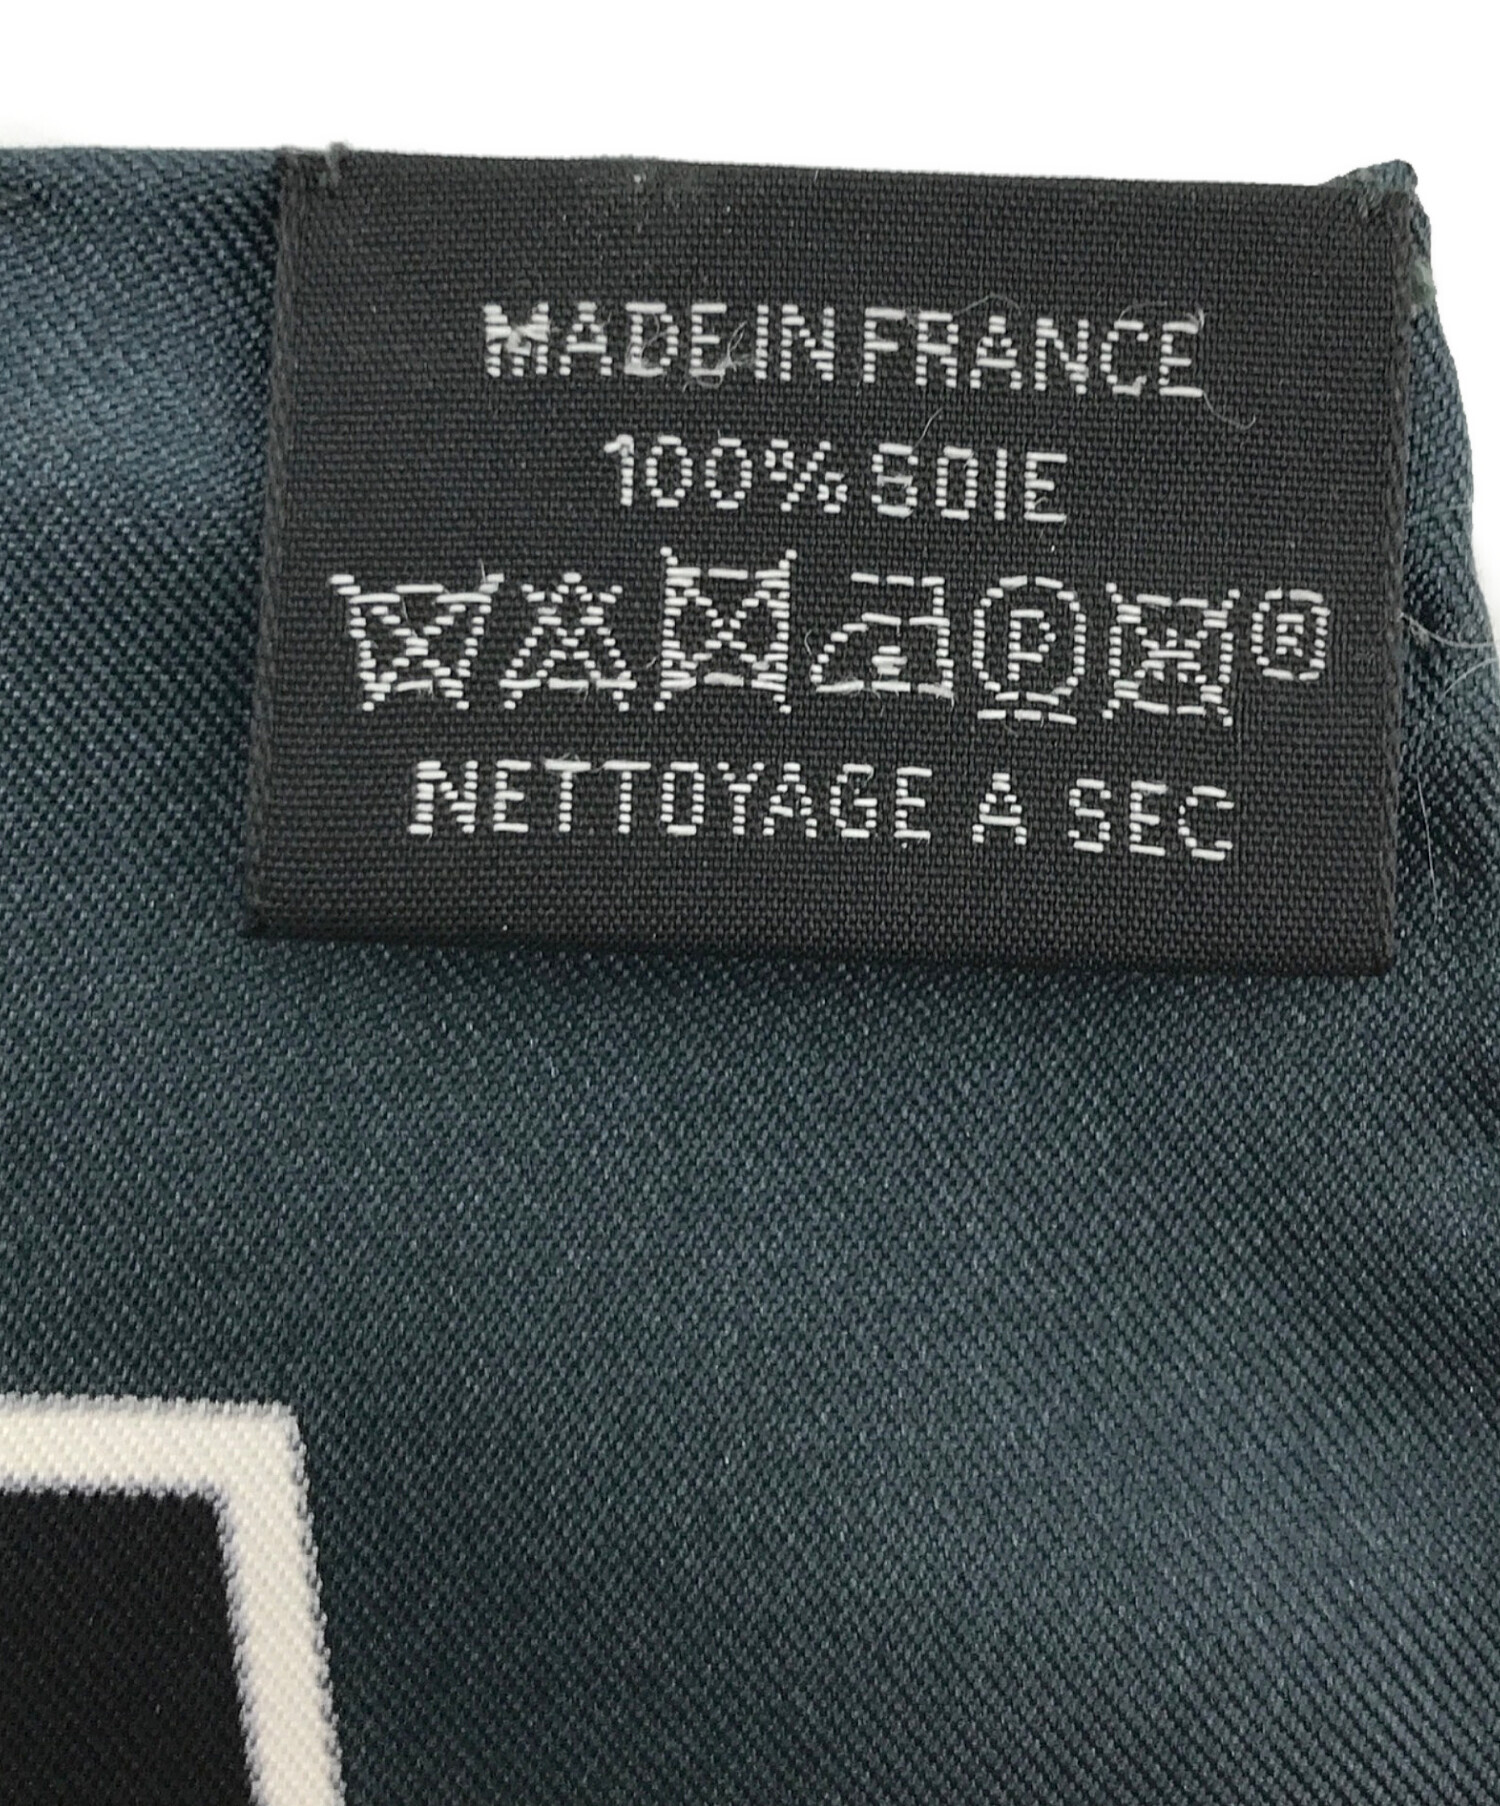 MADE IN FRANCE
100% SOIE
P ®
NETTOYAGE A SEC